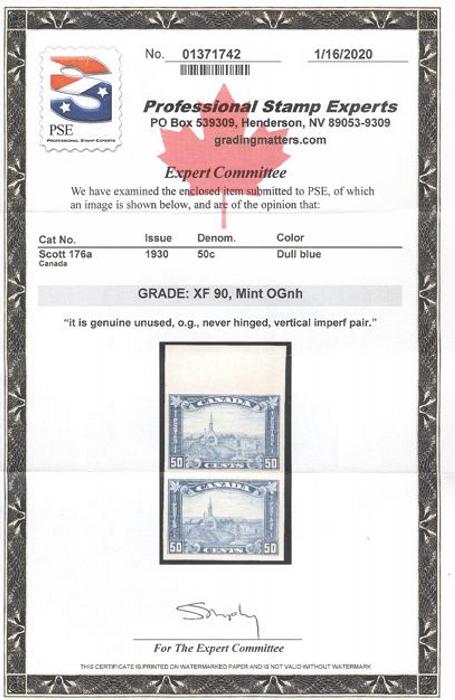 No. 01371742 1/16/2020
PSE
PROFESSIONAL STAMP EXPERTS
Professional Stamp Experts
PO Box 539309, Henderson, NV 89053-9309
gradingmatters.com
Expert Committee
We have examined the enclosed item submitted to PSE, of which
an image is shown below, and are of the opinion that:
Cat No. Issue Denom. Color
Scott 176a 1930 50c Dull blue
Canada
GRADE: XF 90, Mint OGnh
“it is genuine unused, o.g., never hinged, vertical imperf pair.”
CANADA
50 CENTS 50
CANADA
50 CENTS 50
For The Expert Committee
THIS CERTIFICATE IS PRINTED ON WATERMARKED PAPER AND IS NOT VALID WITHOUT WATERMARK